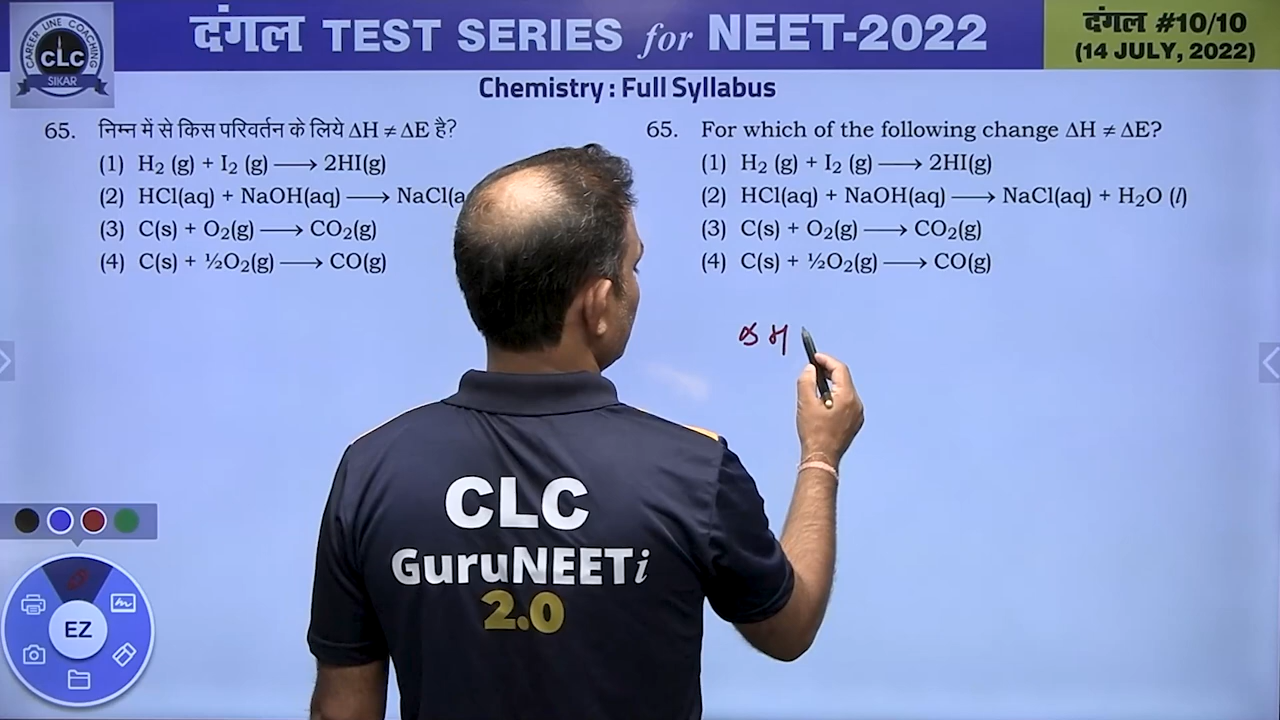 दंगल TEST SERIES for NEET-2022
दंगल #10/10
(14 JULY, 2022)
CAREER LINE COACHING
CLC
SIKAR
Chemistry : Full Syllabus
65. निम्न में से किस परिवर्तन के लिये ΔH ≠ ΔE है?
(1) H₂ (g) + I₂ (g) ⟶ 2HI(g)
(2) HCl(aq) + NaOH(aq) ⟶ NaCl(a
(3) C(s) + O₂(g) ⟶ CO₂(g)
(4) C(s) + ½O₂(g) ⟶ CO(g)
65. For which of the following change ΔH ≠ ΔE?
(1) H₂ (g) + I₂ (g) ⟶ 2HI(g)
(2) HCl(aq) + NaOH(aq) ⟶ NaCl(aq) + H₂O (l)
(3) C(s) + O₂(g) ⟶ CO₂(g)
(4) C(s) + ½O₂(g) ⟶ CO(g)
CLC
GuruNEETi
2.0
EZ